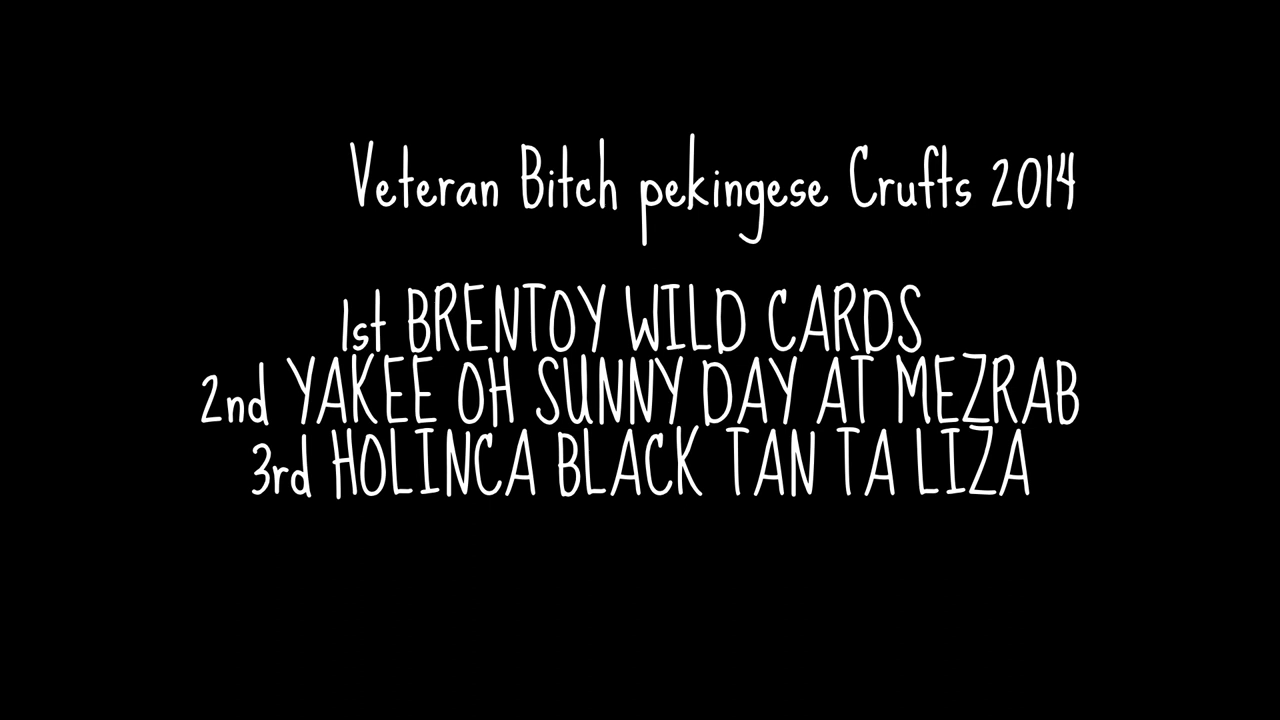 Veteran Bitch pekingese Crufts 2014
1st BRENTOY WILD CARDS
2nd YAKEE OH SUNNY DAY AT MEZRAB
3rd HOLINCA BLACK TAN TA LIZA